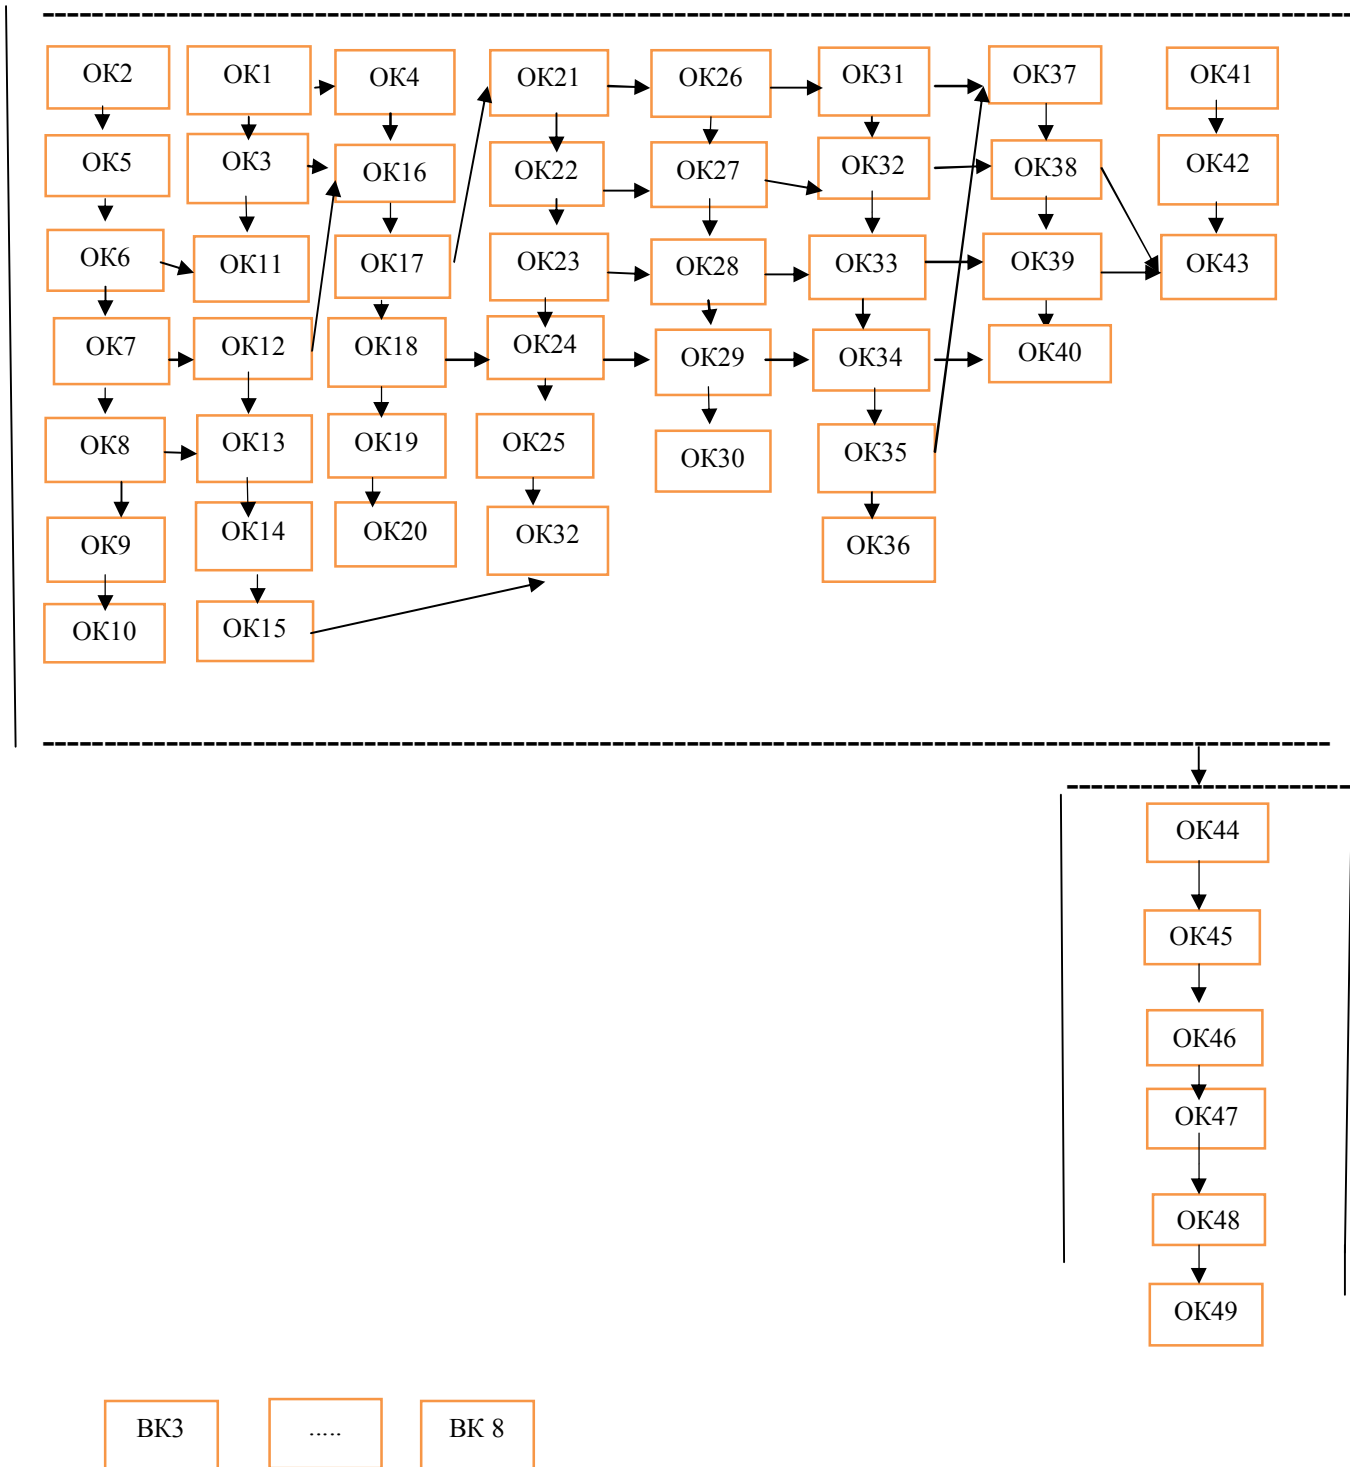 ОК2 ОК1 ОК4 ОК21 ОК26 ОК31 ОК37 ОК41
ОК5 ОК3 ОК16 ОК22 ОК27 ОК32 ОК38 ОК42
ОК6 ОК11 ОК17 ОК23 ОК28 ОК33 ОК39 ОК43
ОК7 ОК12 ОК18 ОК24 ОК29 ОК34 ОК40
ОК8 ОК13 ОК19 ОК25 ОК30 ОК35
ОК9 ОК14 ОК20 ОК32 ОК36
ОК10 ОК15
ОК44
ОК45
ОК46
ОК47
ОК48
ОК49
ВК3 ..... ВК 8